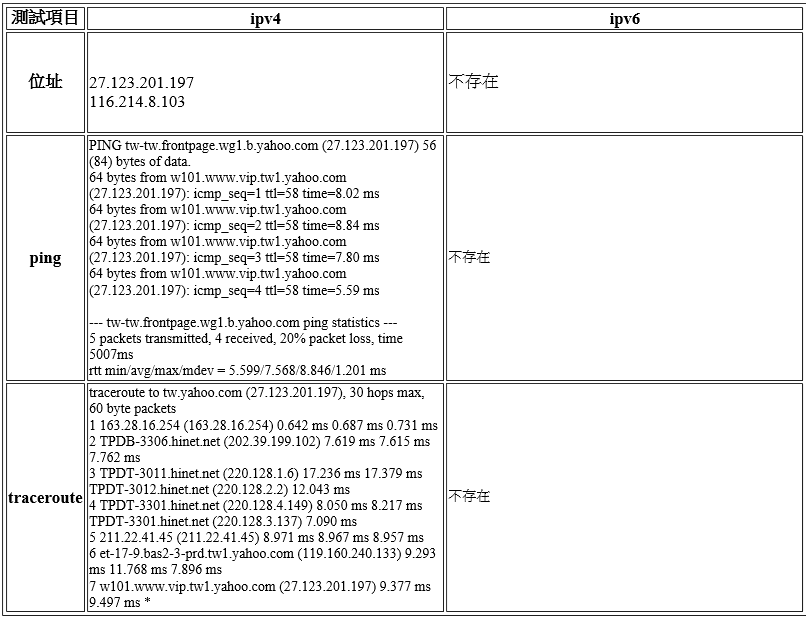 測試項目
ipv4
ipv6
位址
27.123.201.197
116.214.8.103
不存在
ping
PING tw-tw.frontpage.wg1.b.yahoo.com (27.123.201.197) 56
(84) bytes of data.
64 bytes from w101.www.vip.tw1.yahoo.com
(27.123.201.197): icmp_seq=1 ttl=58 time=8.02 ms
64 bytes from w101.www.vip.tw1.yahoo.com
(27.123.201.197): icmp_seq=2 ttl=58 time=8.84 ms
64 bytes from w101.www.vip.tw1.yahoo.com
(27.123.201.197): icmp_seq=3 ttl=58 time=7.80 ms
64 bytes from w101.www.vip.tw1.yahoo.com
(27.123.201.197): icmp_seq=4 ttl=58 time=5.59 ms
--- tw-tw.frontpage.wg1.b.yahoo.com ping statistics ---
5 packets transmitted, 4 received, 20% packet loss, time
5007ms
rtt min/avg/max/mdev = 5.599/7.568/8.846/1.201 ms
不存在
traceroute
traceroute to tw.yahoo.com (27.123.201.197), 30 hops max,
60 byte packets
1 163.28.16.254 (163.28.16.254) 0.642 ms 0.687 ms 0.731 ms
2 TPDB-3306.hinet.net (202.39.199.102) 7.619 ms 7.615 ms
7.762 ms
3 TPDT-3011.hinet.net (220.128.1.6) 17.236 ms 17.379 ms
TPDT-3012.hinet.net (220.128.2.2) 12.043 ms
4 TPDT-3301.hinet.net (220.128.4.149) 8.050 ms 8.217 ms
TPDT-3301.hinet.net (220.128.3.137) 7.090 ms
5 211.22.41.45 (211.22.41.45) 8.971 ms 8.967 ms 8.957 ms
6 et-17-9.bas2-3-prd.tw1.yahoo.com (119.160.240.133) 9.293
ms 11.768 ms 7.896 ms
7 w101.www.vip.tw1.yahoo.com (27.123.201.197) 9.377 ms
9.497 ms *
不存在